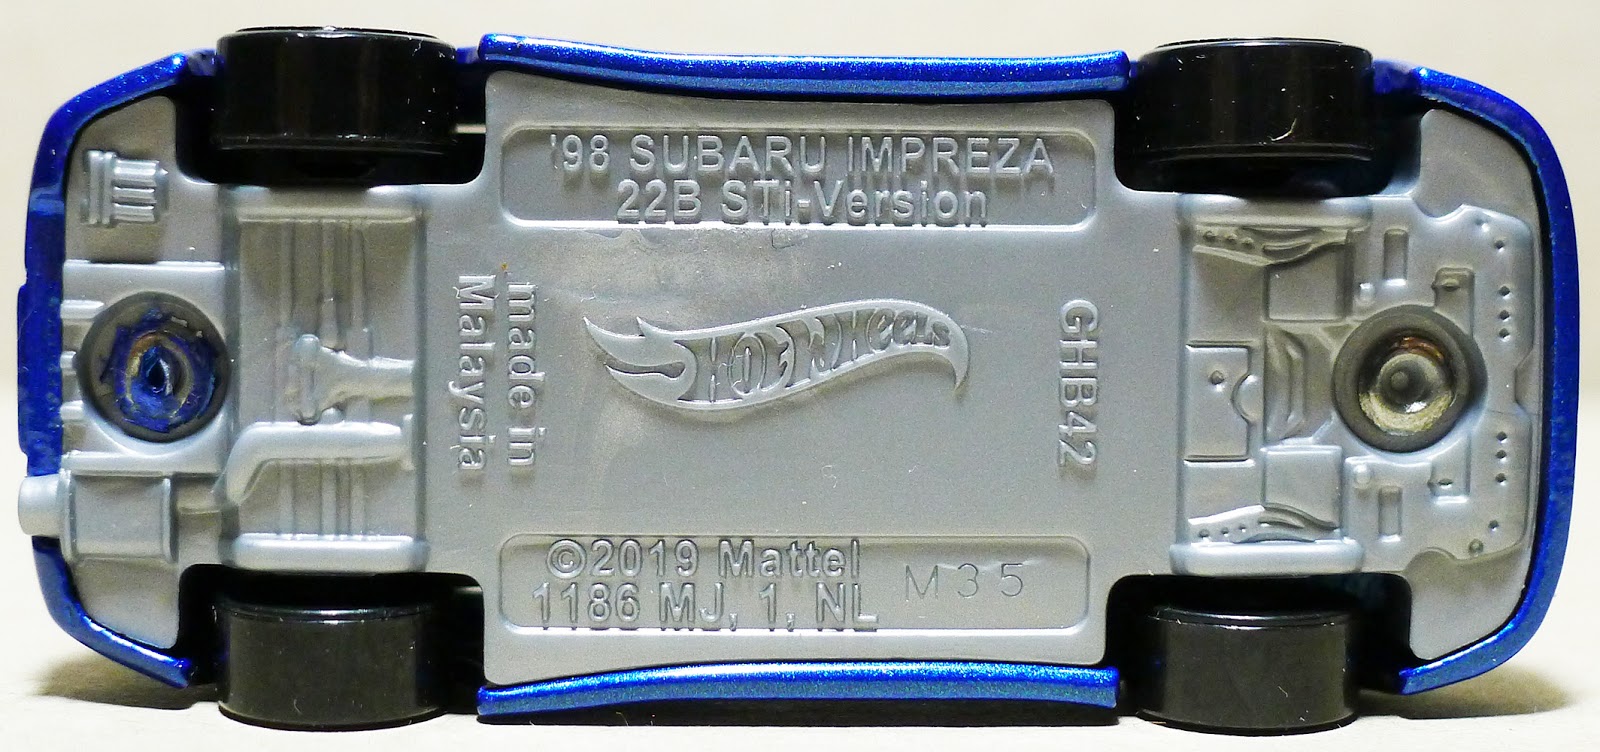 '98 SUBARU IMPREZA
22B STi-Version
made in
Malaysia
HOT WHEELS
GHB42
©2019 Mattel
1186 MJ, 1, NL
M35